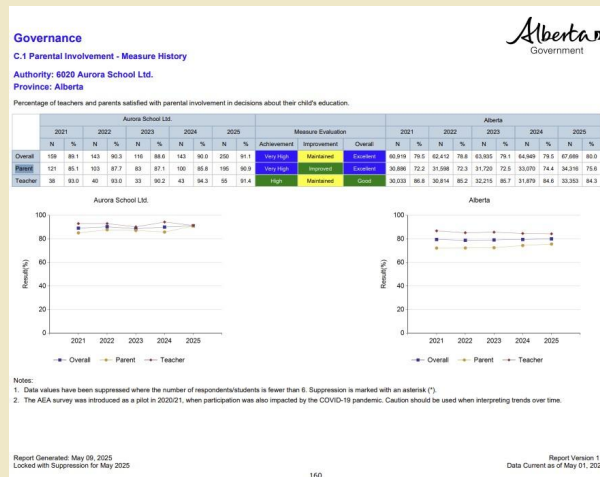 Governance
Alberta
Government
C.1 Parental Involvement - Measure History
Authority: 6020 Aurora School Ltd.
Province: Alberta
Percentage of teachers and parents satisfied with parental involvement in decisions about their child's education.
Aurora School Ltd. Alberta
2021 2022 2023 2024 2025 Measure Evaluation 2021 2022 2023 2024 2025
N % N % N % N % N % Achievement Improvement Overall N % N % N % N % N %
Overall 159 89.1 143 90.3 116 88.6 143 90.0 250 91.1 Very High Maintained Excellent 60,919 79.5 62,412 78.8 63,935 79.1 64,949 79.5 67,669 80.0
Parent 121 85.1 103 87.7 83 87.1 100 85.8 195 90.9 Very High Improved Excellent 30,886 72.2 31,598 72.3 31,720 72.5 33,070 74.4 34,316 75.6
Teacher 38 93.0 40 93.0 33 90.2 43 94.3 55 91.4 High Maintained Good 30,033 86.8 30,814 85.2 32,215 85.7 31,879 84.6 33,353 84.3
Aurora School Ltd. Alberta
Result(%)
100
80
60
40
20
0
2021 2022 2023 2024 2025
Overall Parent Teacher
Result(%)
100
80
60
40
20
0
2021 2022 2023 2024 2025
Overall Parent Teacher
Notes:
1. Data values have been suppressed where the number of respondents/students is fewer than 6. Suppression is marked with an asterisk (*).
2. The AEA survey was introduced as a pilot in 2020/21, when participation was also impacted by the COVID-19 pandemic. Caution should be used when interpreting trends over time.
Report Generated: May 09, 2025 Report Version 1
Locked with Suppression for May 2025 Data Current as of May 01, 202
160